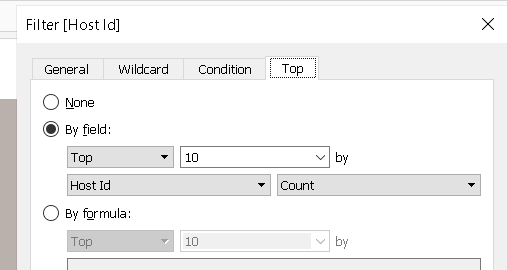 Filter [Host Id]
General Wildcard Condition Top
None
By field:
Top 10 by
Host Id Count
By formula:
Top 10 by